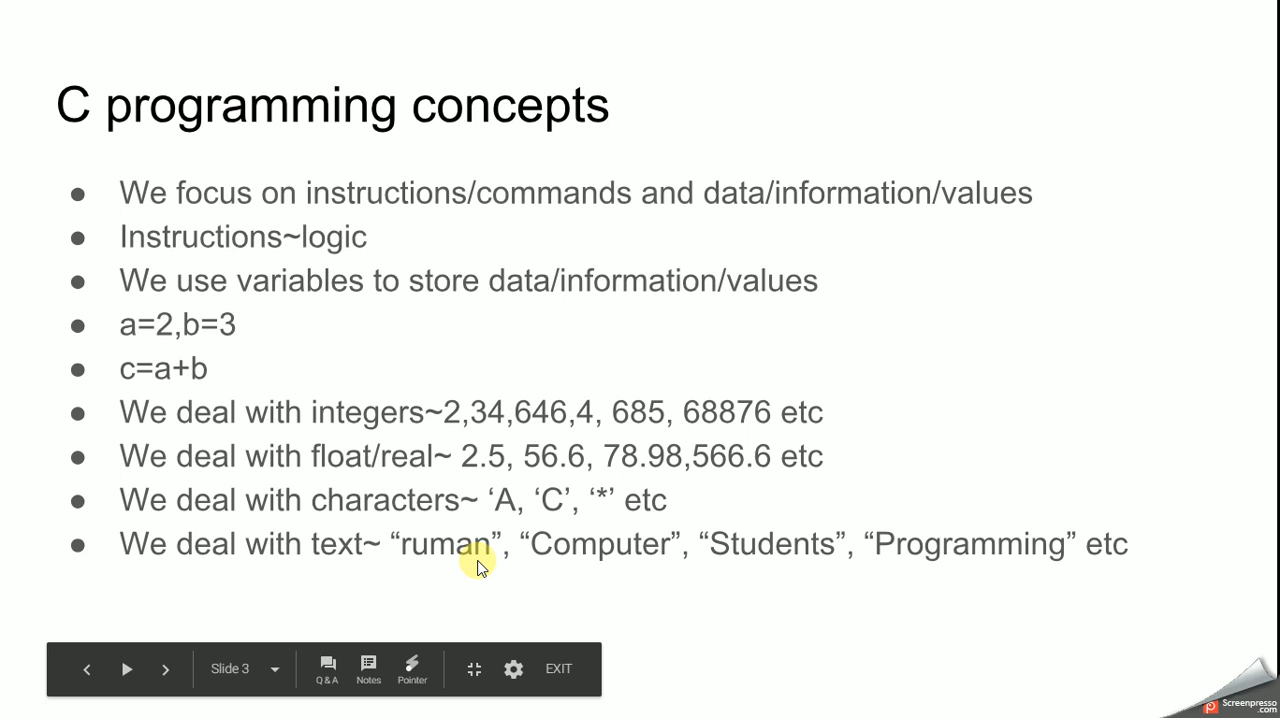 C programming concepts
● We focus on instructions/commands and data/information/values
● Instructions~logic
● We use variables to store data/information/values
● a=2,b=3
● c=a+b
● We deal with integers~2,34,646,4, 685, 68876 etc
● We deal with float/real~ 2.5, 56.6, 78.98,566.6 etc
● We deal with characters~ ‘A, ‘C’, ‘*’ etc
● We deal with text~ “ruman”, “Computer”, “Students”, “Programming” etc
Slide 3
Q & A
Notes
Pointer
EXIT
Screenpresso
.com